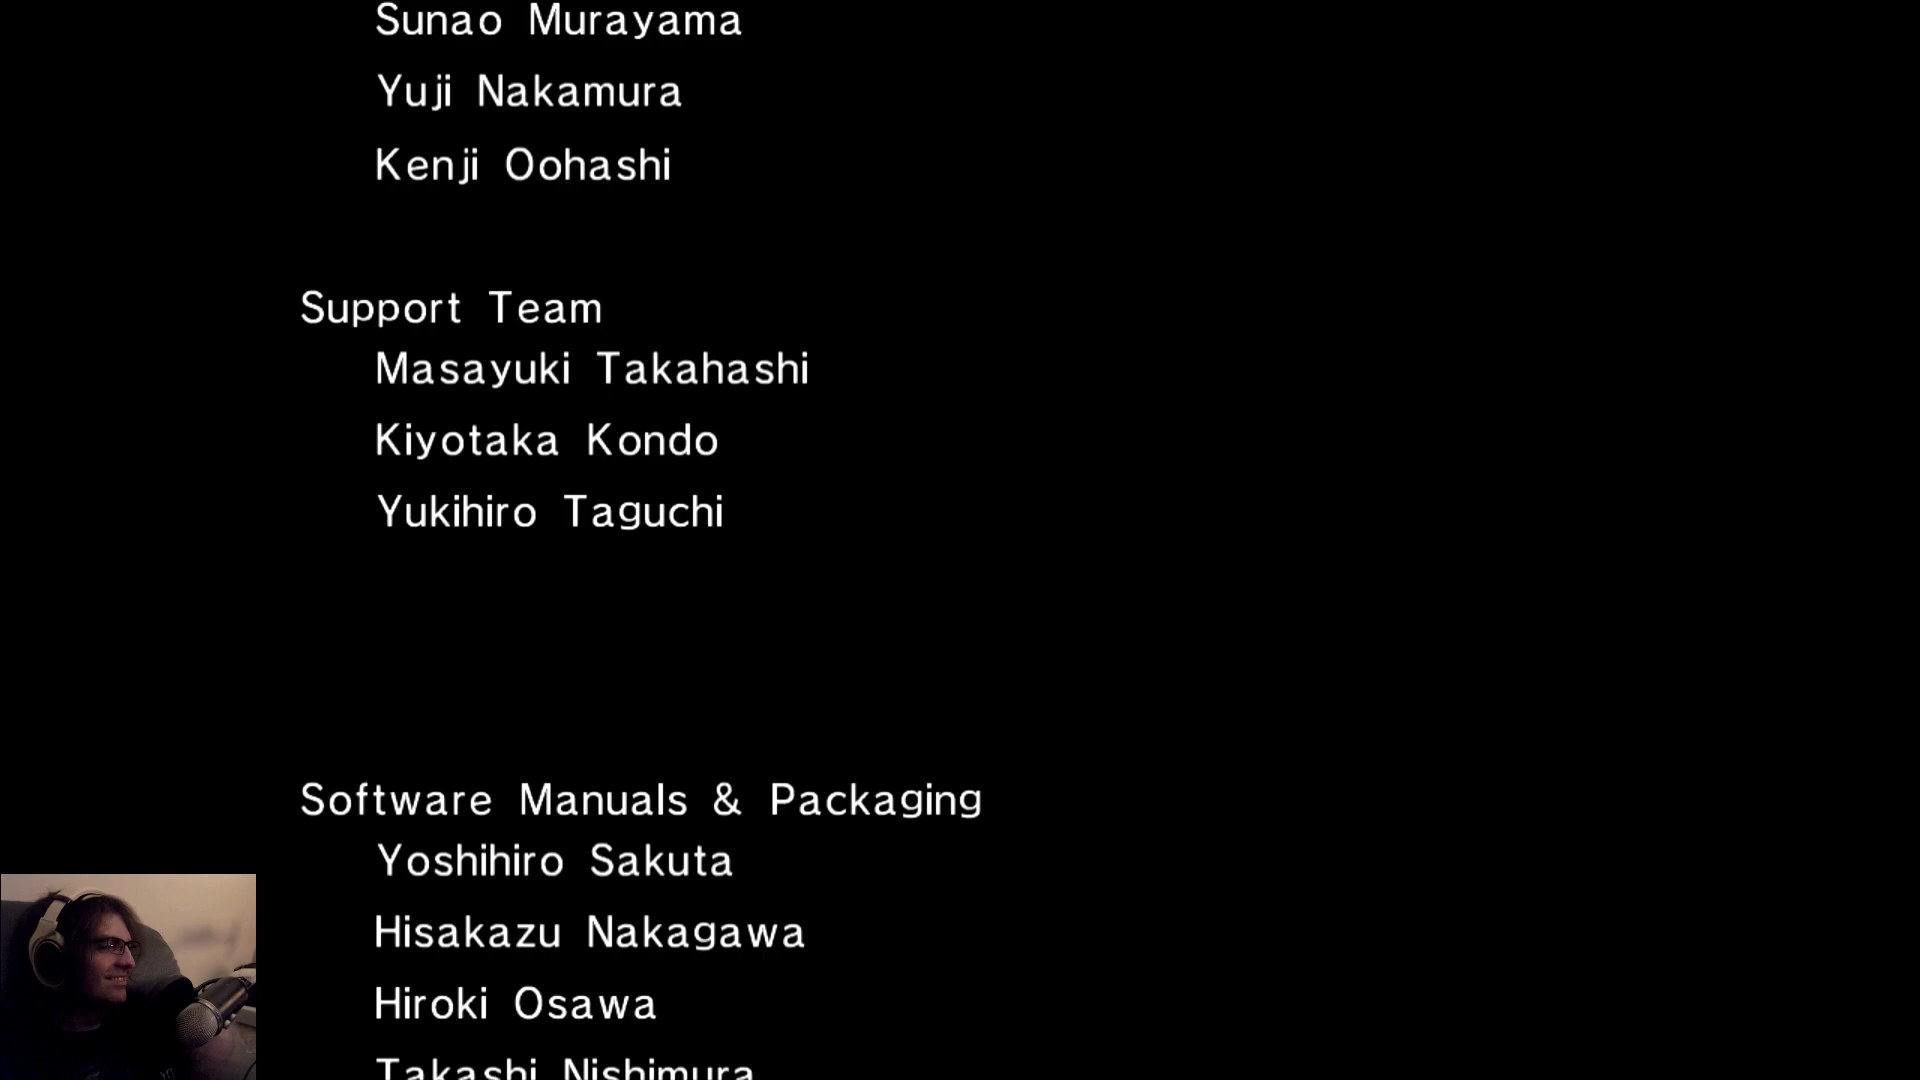 Sunao Murayama
Yuji Nakamura
Kenji Oohashi
Support Team
Masayuki Takahashi
Kiyotaka Kondo
Yukihiro Taguchi
Software Manuals & Packaging
Yoshihiro Sakuta
Hisakazu Nakagawa
Hiroki Osawa
Takashi Nishimura